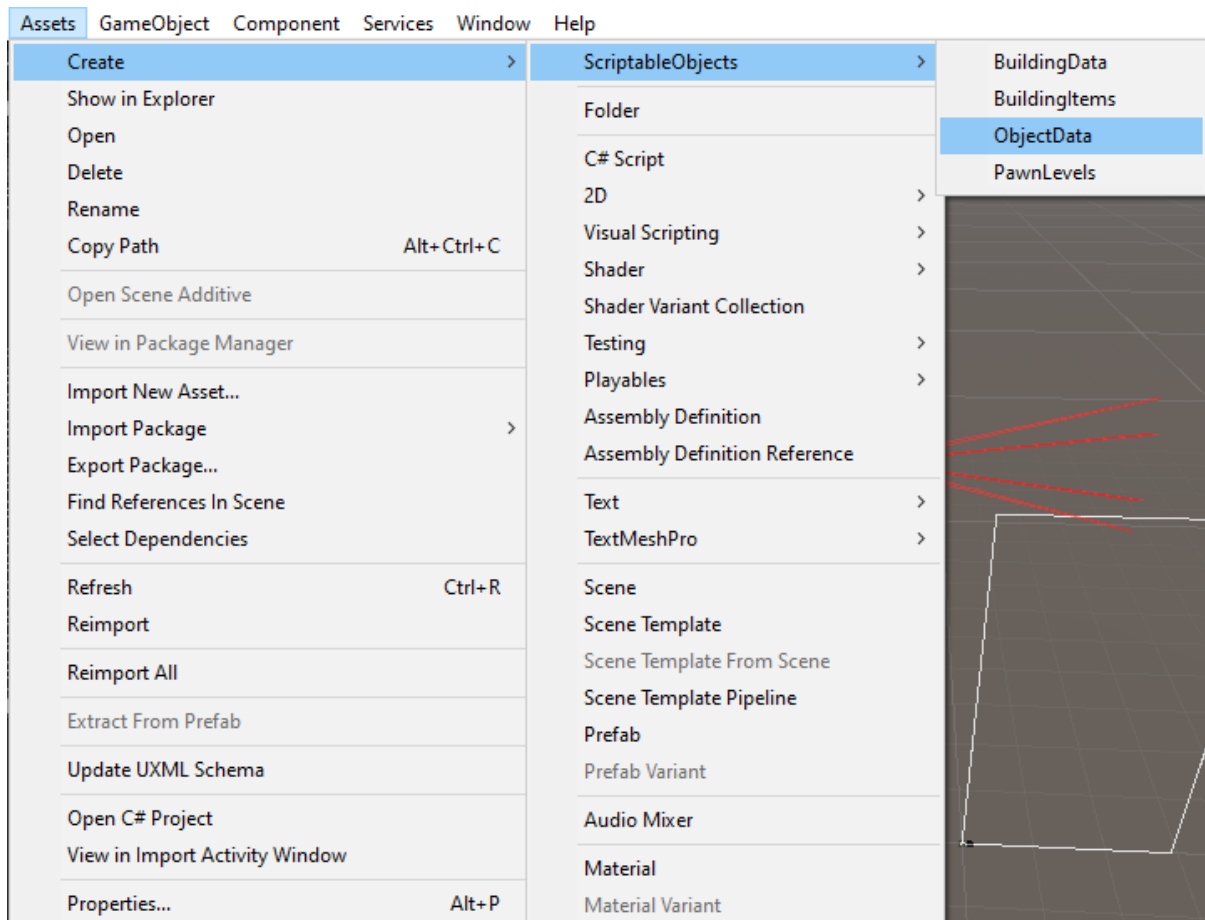 Assets GameObject Component Services Window Help
Create
Show in Explorer
Open
Delete
Rename
Copy Path Alt+Ctrl+C
Open Scene Additive
View in Package Manager
Import New Asset...
Import Package
Export Package...
Find References In Scene
Select Dependencies
Refresh Ctrl+R
Reimport
Reimport All
Extract From Prefab
Update UXML Schema
Open C# Project
View in Import Activity Window
Properties... Alt+P
ScriptableObjects
Folder
C# Script
2D
Visual Scripting
Shader
Shader Variant Collection
Testing
Playables
Assembly Definition
Assembly Definition Reference
Text
TextMeshPro
Scene
Scene Template
Scene Template From Scene
Scene Template Pipeline
Prefab
Prefab Variant
Audio Mixer
Material
Material Variant
BuildingData
BuildingItems
ObjectData
PawnLevels